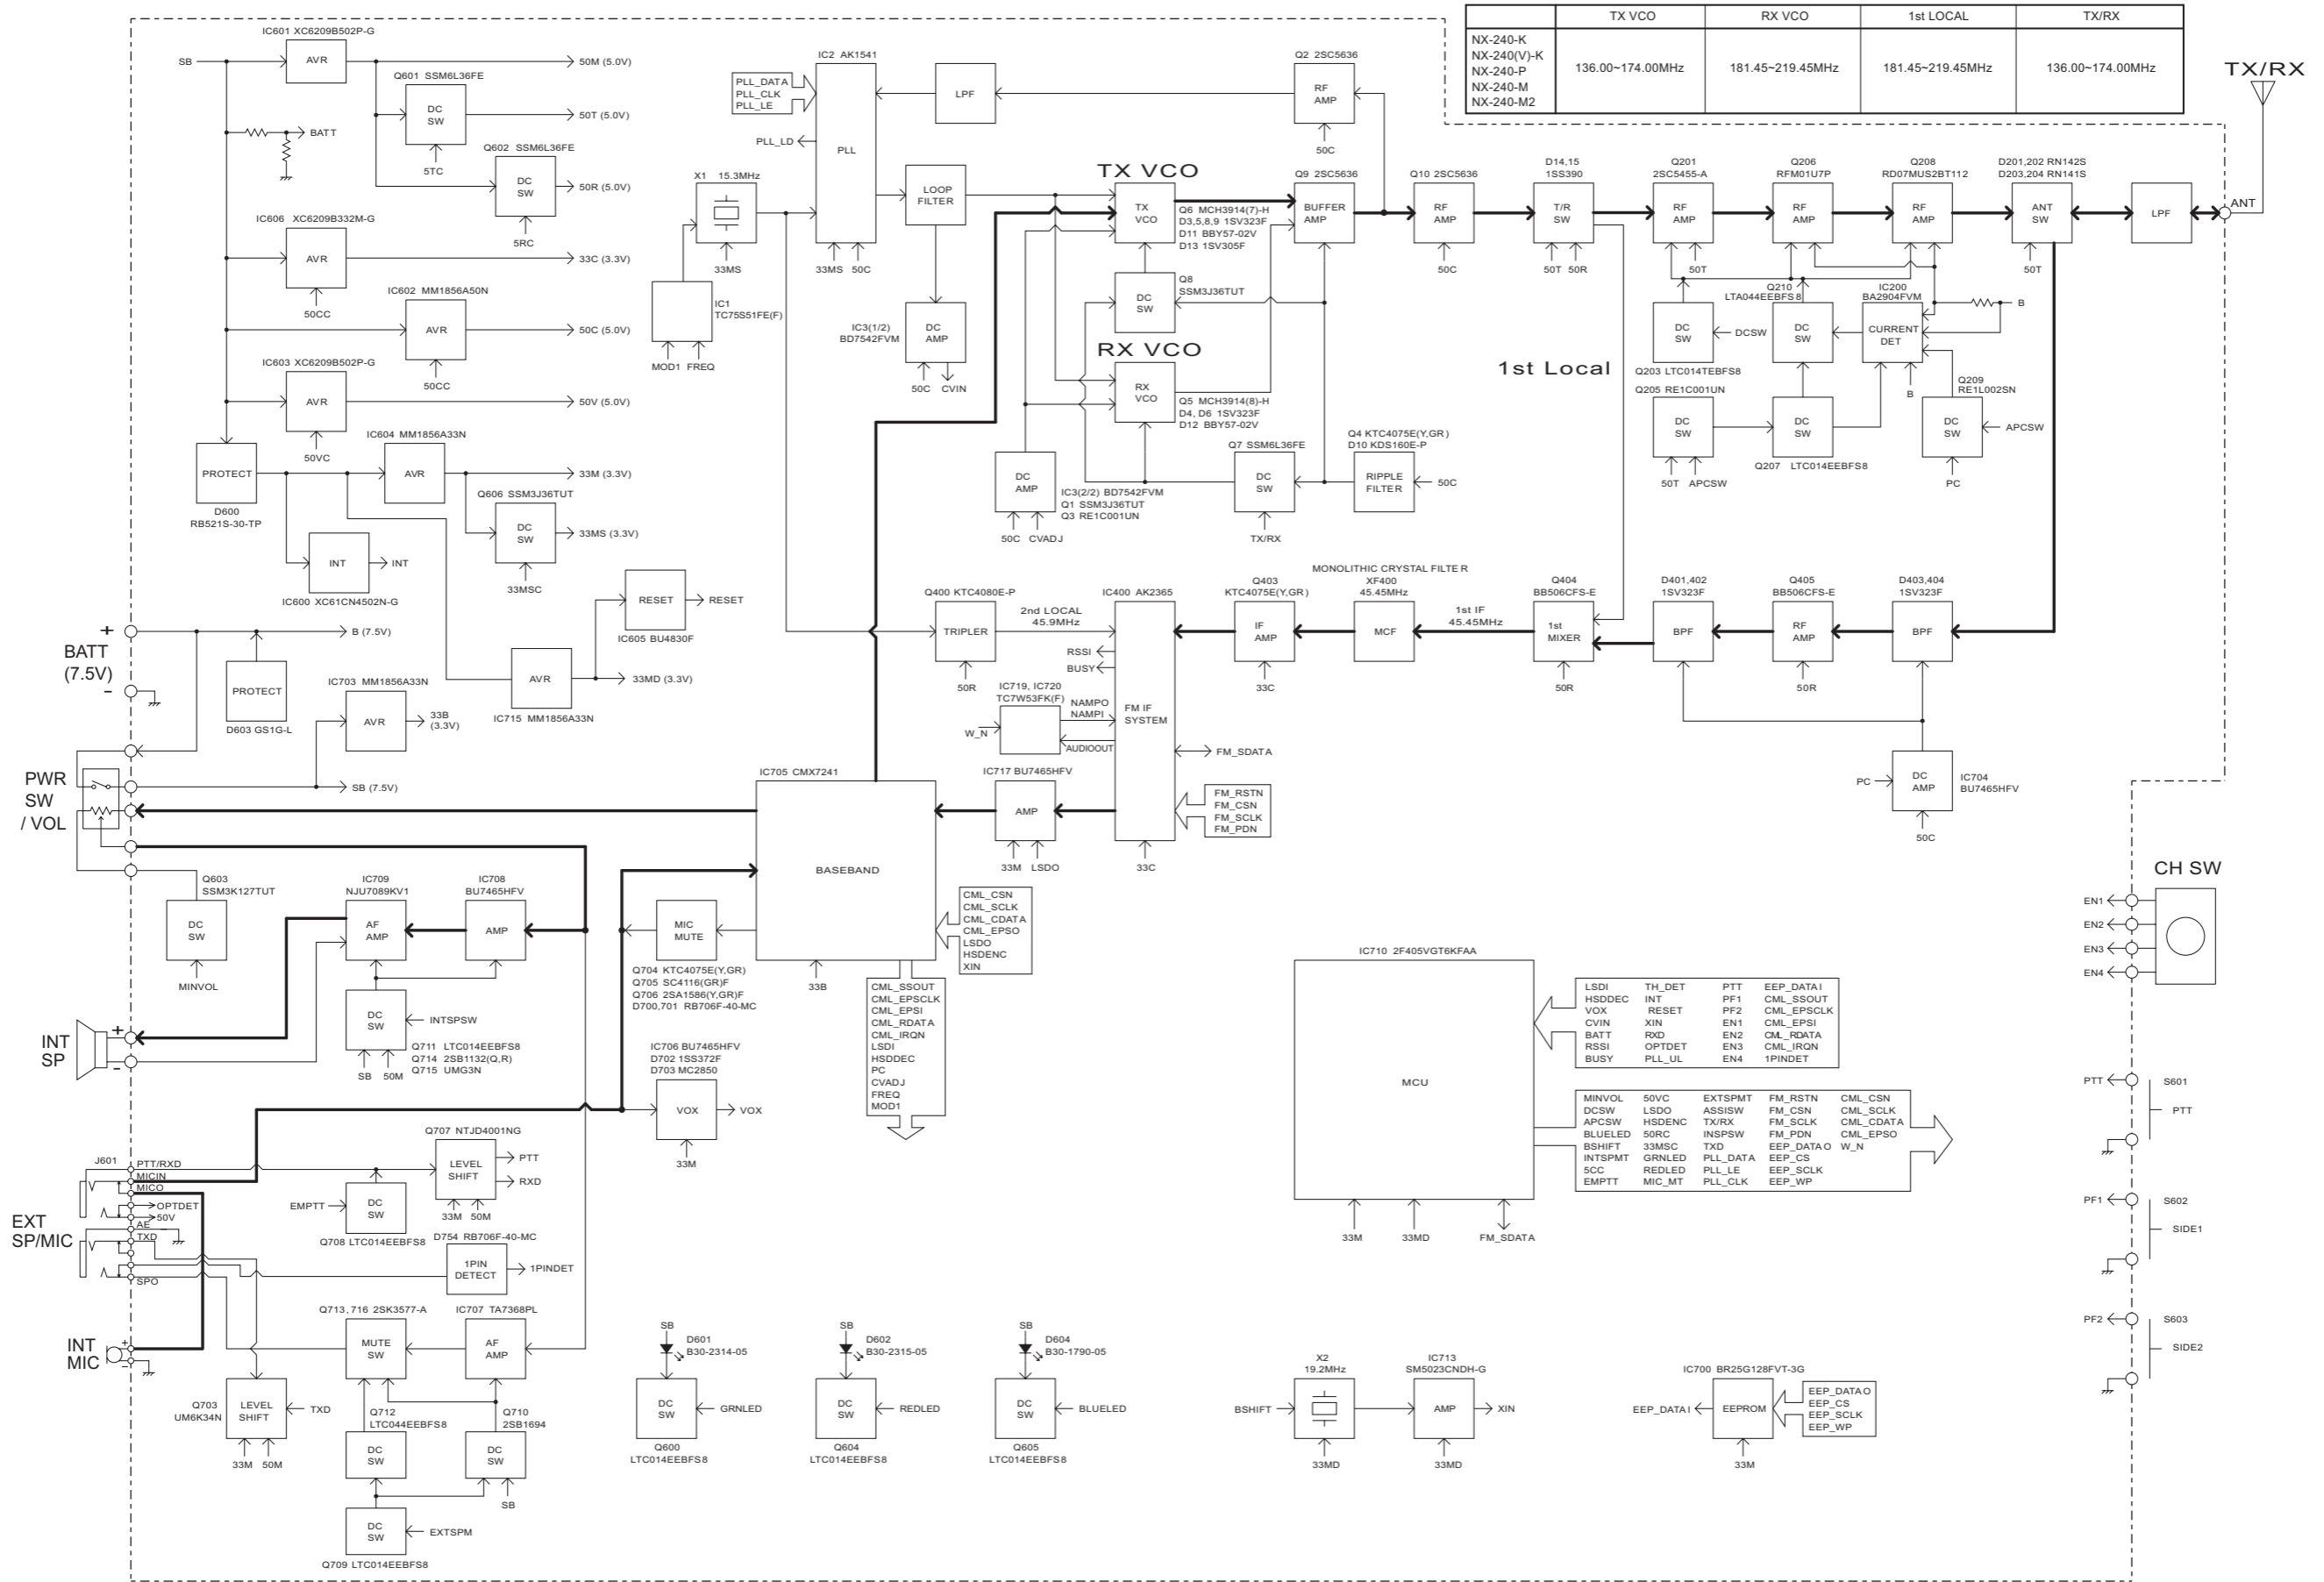 TX VCO RX VCO 1st LOCAL TX/RX
NX-240-K
NX-240(V)-K
NX-240-P
NX-240-M
NX-240-M2
136.00~174.00MHz 181.45~219.45MHz 181.45~219.45MHz 136.00~174.00MHz
TX/RX
ANT
IC601 XC6209B502P-G
SB
AVR
50M (5.0V)
Q601 SSM6L36FE
DC
SW
50T (5.0V)
5TC
BATT
Q602 SSM6L36FE
DC
SW
50R (5.0V)
5RC
IC606 XC6209B332M-G
AVR
33C (3.3V)
50CC
IC602 MM1856A50N
AVR
50C (5.0V)
50CC
IC603 XC6209B502P-G
AVR
50V (5.0V)
50VC
IC604 MM1856A33N
PROTECT
D600
RB521S-30-TP
AVR
33M (3.3V)
Q606 SSM3J36TUT
DC
SW
33MS (3.3V)
33MSC
INT
INT
IC600 XC61CN4502N-G
RESET
RESET
IC605 BU4830F
AVR
33MD (3.3V)
IC715 MM1856A33N
BATT
(7.5V)
+
−
B (7.5V)
PROTECT
D603 GS1G-L
IC703 MM1856A33N
AVR
33B
(3.3V)
PWR
SW
/ VOL
SB (7.5V)
IC2 AK1541
PLL_DATA
PLL_CLK
PLL_LE
PLL_LD
PLL
33MS 50C
X1 15.3MHz
33MS
IC1
TC75S51FE(F)
MOD1 FREQ
LPF
LOOP
FILTER
IC3(1/2)
BD7542FVM
DC
AMP
50C CVIN
Q2 2SC5636
RF
AMP
50C
TX VCO
TX
VCO
Q6 MCH3914(7)-H
D3,5,8,9 1SV323F
D11 BBY57-02V
D13 1SV305F
Q9 2SC5636
BUFFER
AMP
Q8
SSM3J36TUT
DC
SW
RX VCO
RX
VCO
Q5 MCH3914(8)-H
D4, D6 1SV323F
D12 BBY57-02V
Q4 KTC4075E(Y,GR)
D10 KDS160E-P
Q7 SSM6L36FE
DC
SW
TX/RX
RIPPLE
FILTER
50C
DC
AMP
IC3(2/2) BD7542FVM
Q1 SSM3J36TUT
Q3 RE1C001UN
50C CVADJ
Q10 2SC5636
RF
AMP
50C
D14,15
1SS390
T/R
SW
50T 50R
1st Local
Q201
2SC5455-A
RF
AMP
50T
Q206
RFM01U7P
RF
AMP
Q208
RD07MUS2BT112
RF
AMP
D201,202 RN142S
D203,204 RN141S
ANT
SW
50T
LPF
Q210
LTA044EEBFS8
IC200
BA2904FVM
DC
SW
DCSW
Q203 LTC014TEBFS8
DC
SW
CURRENT
DET
B
B
Q205 RE1C001UN
DC
SW
50T APCSW
DC
SW
Q207 LTC014EEBFS8
Q209
RE1L002SN
DC
SW
APCSW
PC
Q400 KTC4080E-P
TRIPLER
50R
2nd LOCAL
45.9MHz
IC400 AK2365
RSSI
BUSY
FM IF
SYSTEM
33C
Q403
KTC4075E(Y,GR)
IF
AMP
33C
MONOLITHIC CRYSTAL FILTER
XF400
45.45MHz
MCF
1st IF
45.45MHz
Q404
BB506CFS-E
1st
MIXER
50R
D401,402
1SV323F
BPF
Q405
BB506CFS-E
RF
AMP
50R
D403,404
1SV323F
BPF
PC
DC
AMP
IC704
BU7465HFV
50C
IC719, IC720
TC7W53FK(F)
W_N
NAMPO
NAMPI
AUDIOOUT
FM_SDATA
FM_RSTN
FM_CSN
FM_SCLK
FM_PDN
IC717 BU7465HFV
AMP
33M LSDO
IC705 CMX7241
BASEBAND
33B
CML_CSN
CML_SCLK
CML_CDATA
CML_EPSO
LSDO
HSDENC
XIN
CML_SSOUT
CML_EPSCLK
CML_EPSI
CML_RDATA
CML_IRQN
LSDI
HSDDEC
PC
CVADJ
FREQ
MOD1
Q603
SSM3K127TUT
DC
SW
MINVOL
IC709
NJU7089KV1
AF
AMP
IC708
BU7465HFV
AMP
DC
SW
INTSPSW
Q711 LTC014EEBFS8
Q714 2SB1132(Q,R)
Q715 UMG3N
SB 50M
MIC
MUTE
Q704 KTC4075E(Y,GR)
Q705 SC4116(GR)F
Q706 2SA1586(Y,GR)F
D700,701 RB706F-40-MC
IC706 BU7465HFV
D702 1SS372F
D703 MC2850
VOX
VOX
33M
INT
SP
+
-
Q707 NTJD4001NG
LEVEL
SHIFT
PTT
RXD
33M 50M
EMPTT
DC
SW
Q708 LTC014EEBFS8
D754 RB706F-40-MC
1PIN
DETECT
1PINDET
J601
PTT/RXD
MICIN
MICO
OPTDET
50V
AE
TXD
SPO
EXT
SP/MIC
INT
MIC
+
−
Q713,716 2SK3577-A
MUTE
SW
IC707 TA7368PL
AF
AMP
Q703
UM6K34N
LEVEL
SHIFT
TXD
33M 50M
Q712
LTC044EEBFS8
DC
SW
Q710
2SB1694
DC
SW
SB
DC
SW
EXTSPM
Q709 LTC014EEBFS8
SB
D601
B30-2314-05
DC
SW
GRNLED
Q600
LTC014EEBFS8
SB
D602
B30-2315-05
DC
SW
REDLED
Q604
LTC014EEBFS8
SB
D604
B30-1790-05
DC
SW
BLUELED
Q605
LTC014EEBFS8
IC710 2F405VGT6KFAA
MCU
33M 33MD FM_SDATA
LSDI TH_DET PTT EEP_DATAI
HSDDEC INT PF1 CML_SSOUT
VOX RESET PF2 CML_EPSCLK
CVIN XIN EN1 CML_EPSI
BATT RXD EN2 CML_RDATA
RSSI OPTDET EN3 CML_IRQN
BUSY PLL_UL EN4 1PINDET
MINVOL 50VC EXTSPMT FM_RSTN CML_CSN
DCSW LSDO ASSISW FM_CSN CML_SCLK
APCSW HSDENC TX/RX FM_SCLK CML_CDATA
BLUELED 50RC INSPSW FM_PDN CML_EPSO
BSHIFT 33MSC TXD EEP_DATAO W_N
INTSPMT GRNLED PLL_DATA EEP_CS
5CC REDLED PLL_LE EEP_SCLK
EMPTT MIC_MT PLL_CLK EEP_WP
X2
19.2MHz
BSHIFT
33MD
IC713
SM5023CNDH-G
AMP
XIN
33MD
IC700 BR25G128FVT-3G
EEP_DATAI
EEPROM
33M
EEP_DATAO
EEP_CS
EEP_SCLK
EEP_WP
CH SW
EN1
EN2
EN3
EN4
PTT
S601
PTT
PF1
S602
SIDE1
PF2
S603
SIDE2